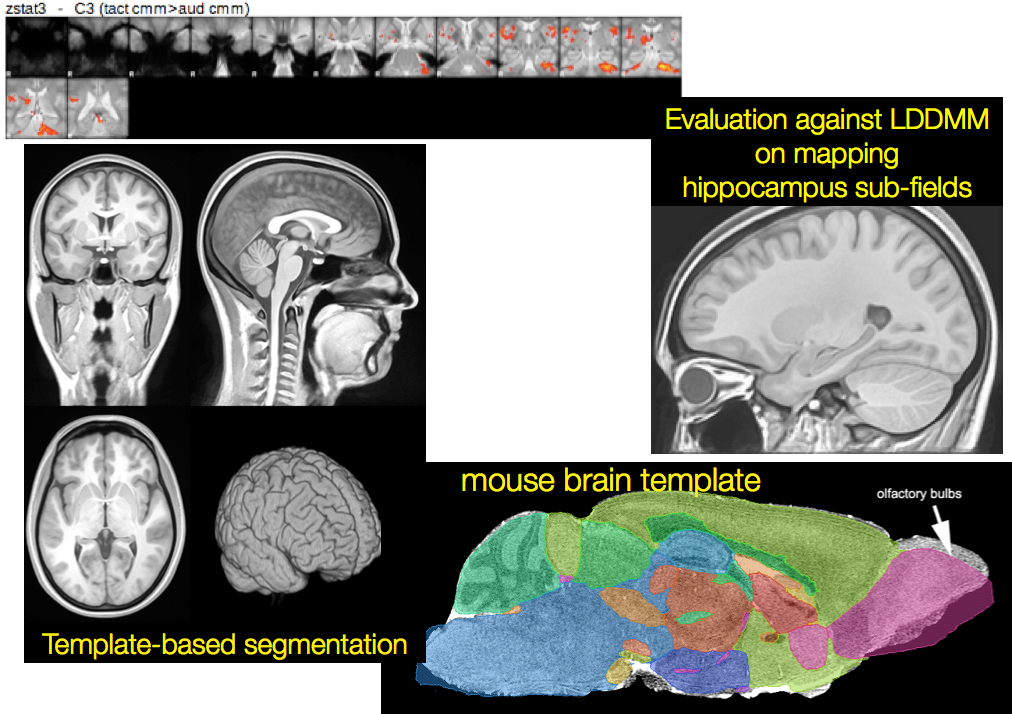 zstat3 - C3 (tact cmm>aud cmm)
Evaluation against LDDMM
on mapping
hippocampus sub-fields
Template-based segmentation
mouse brain template
olfactory bulbs